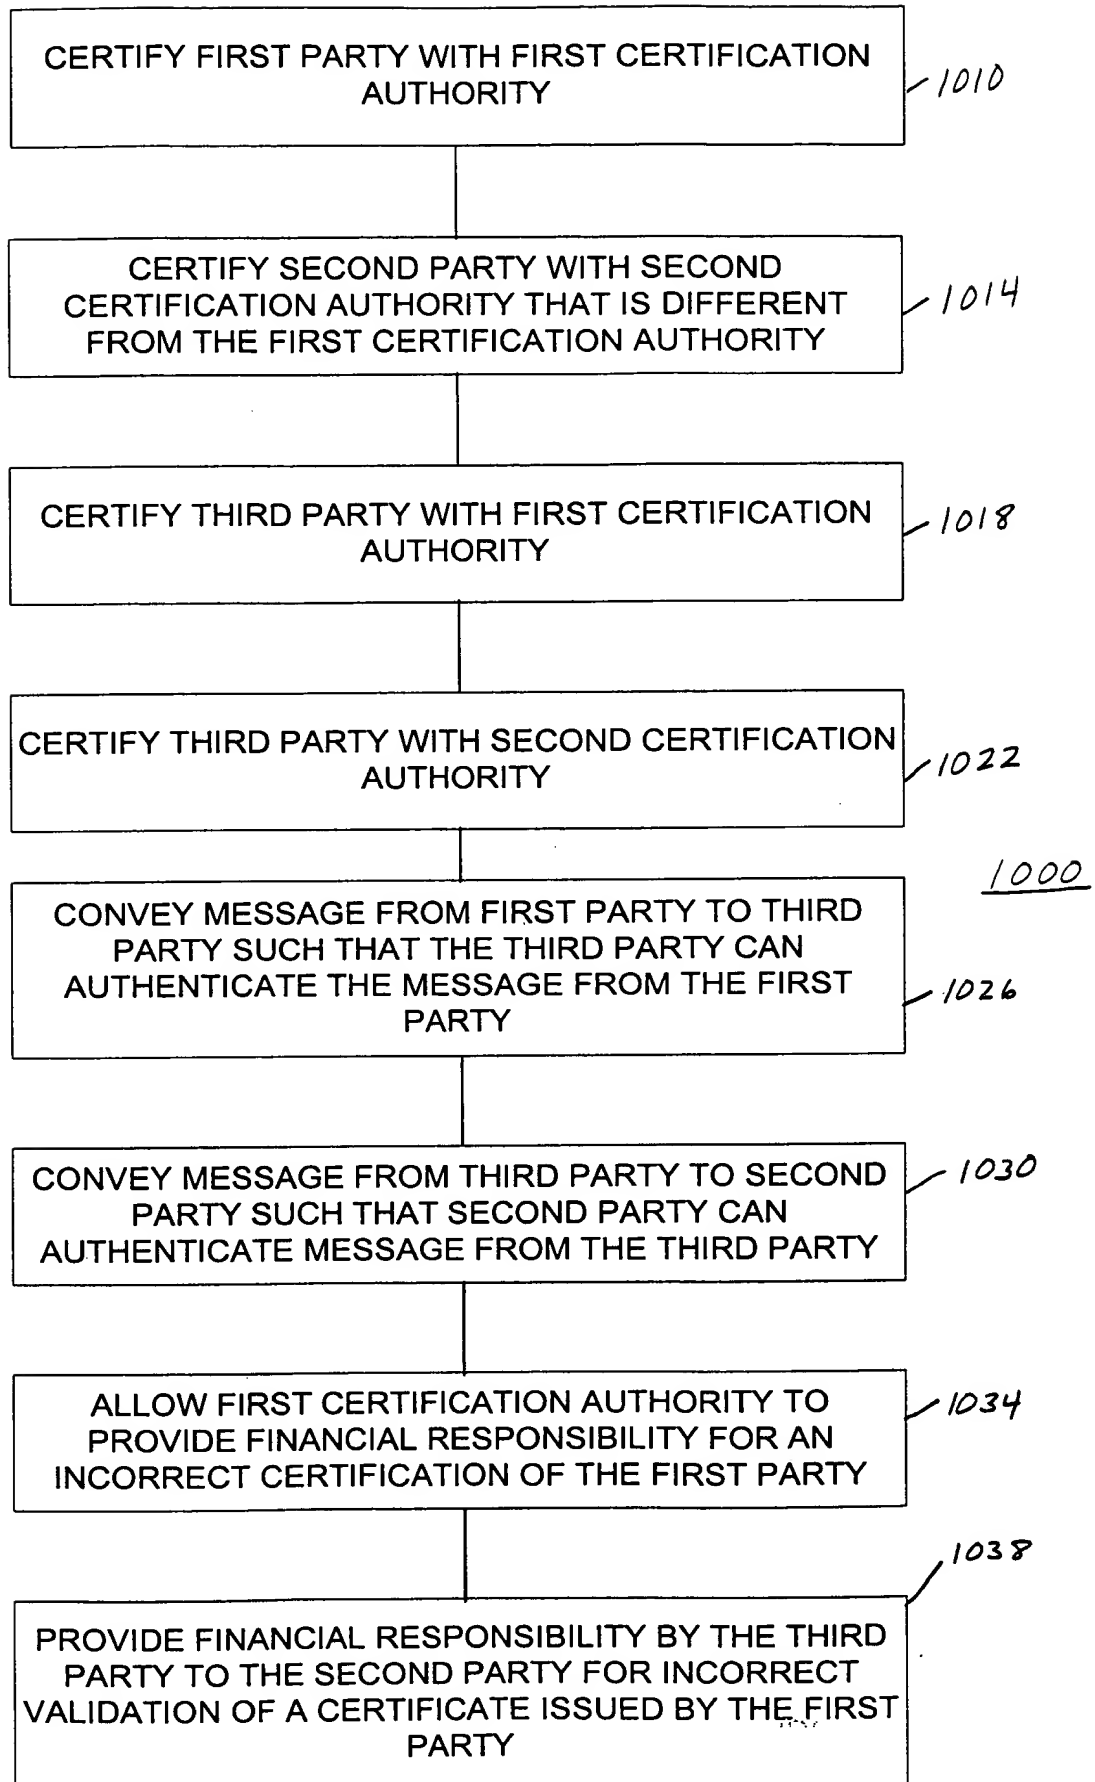 CERTIFY FIRST PARTY WITH FIRST CERTIFICATION
AUTHORITY
1010
CERTIFY SECOND PARTY WITH SECOND
CERTIFICATION AUTHORITY THAT IS DIFFERENT
FROM THE FIRST CERTIFICATION AUTHORITY
1014
CERTIFY THIRD PARTY WITH FIRST CERTIFICATION
AUTHORITY
1018
CERTIFY THIRD PARTY WITH SECOND CERTIFICATION
AUTHORITY
1022
1000
CONVEY MESSAGE FROM FIRST PARTY TO THIRD
PARTY SUCH THAT THE THIRD PARTY CAN
AUTHENTICATE THE MESSAGE FROM THE FIRST
PARTY
1026
CONVEY MESSAGE FROM THIRD PARTY TO SECOND
PARTY SUCH THAT SECOND PARTY CAN
AUTHENTICATE MESSAGE FROM THE THIRD PARTY
1030
ALLOW FIRST CERTIFICATION AUTHORITY TO
PROVIDE FINANCIAL RESPONSIBILITY FOR AN
INCORRECT CERTIFICATION OF THE FIRST PARTY
1034
1038
PROVIDE FINANCIAL RESPONSIBILITY BY THE THIRD
PARTY TO THE SECOND PARTY FOR INCORRECT
VALIDATION OF A CERTIFICATE ISSUED BY THE FIRST
PARTY